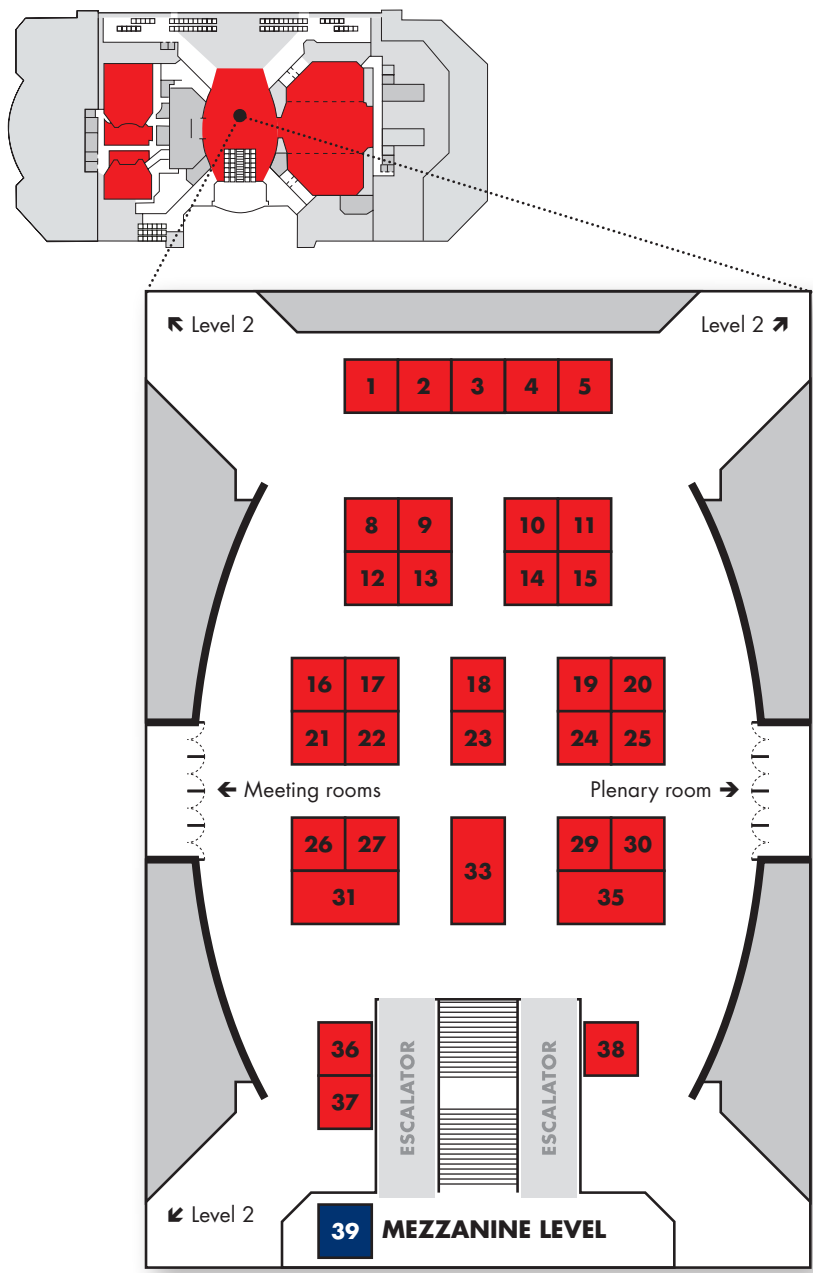 Level 2 Level 2
1 2 3 4 5
8 9 10 11
12 13 14 15
16 17 18 19 20
21 22 23 24 25
Meeting rooms Plenary room
26 27 29 30
33
31 35
36 38
37
ESCALATOR ESCALATOR
Level 2
39 MEZZANINE LEVEL